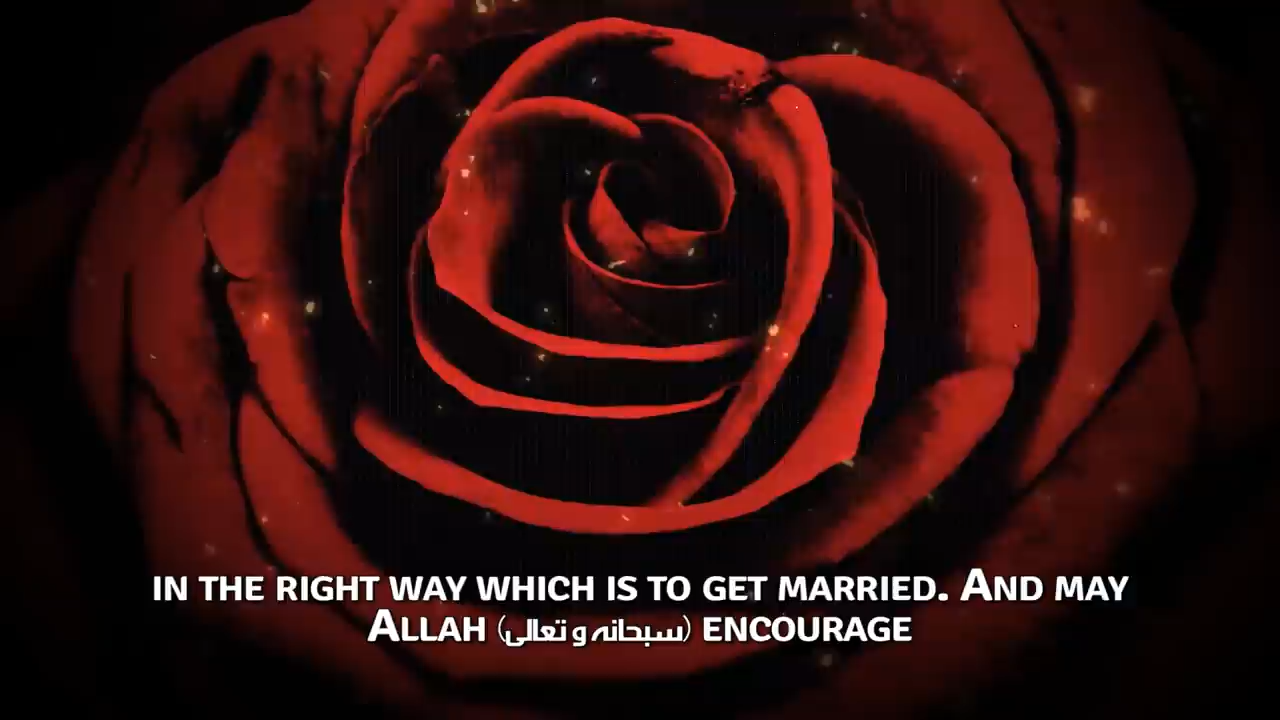 IN THE RIGHT WAY WHICH IS TO GET MARRIED. AND MAY
ALLAH (سبحانه و تعالى) ENCOURAGE